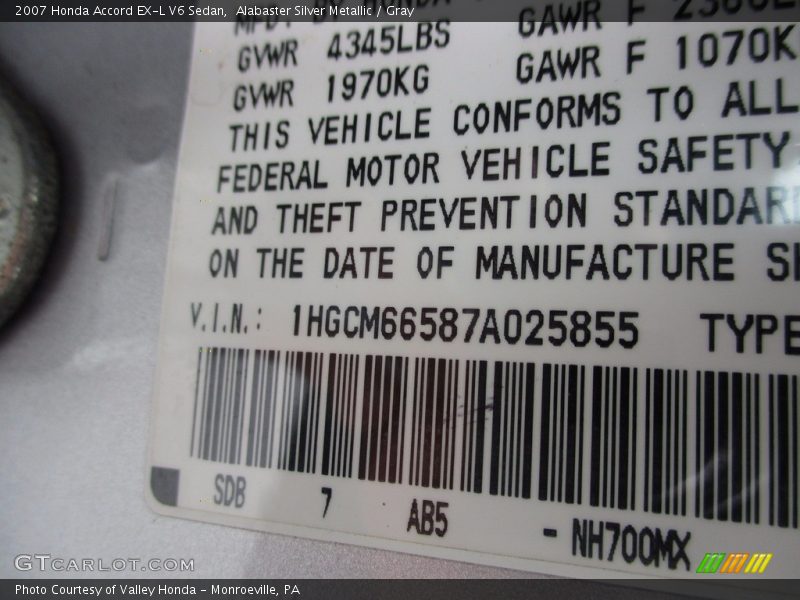 2007 Honda Accord EX-L V6 Sedan, Alabaster Silver Metallic / Gray
GAWR F
GVWR 4345LBS GAWR F 1070K
GVWR 1970KG
THIS VEHICLE CONFORMS TO ALL
FEDERAL MOTOR VEHICLE SAFETY
AND THEFT PREVENTION STANDAR
ON THE DATE OF MANUFACTURE
V.I.N.: 1HGCM66587A025855 TYPE
SDB 7 AB5 - NH700MX
GTCARLOT.COM
Photo Courtesy of Valley Honda - Monroeville, PA